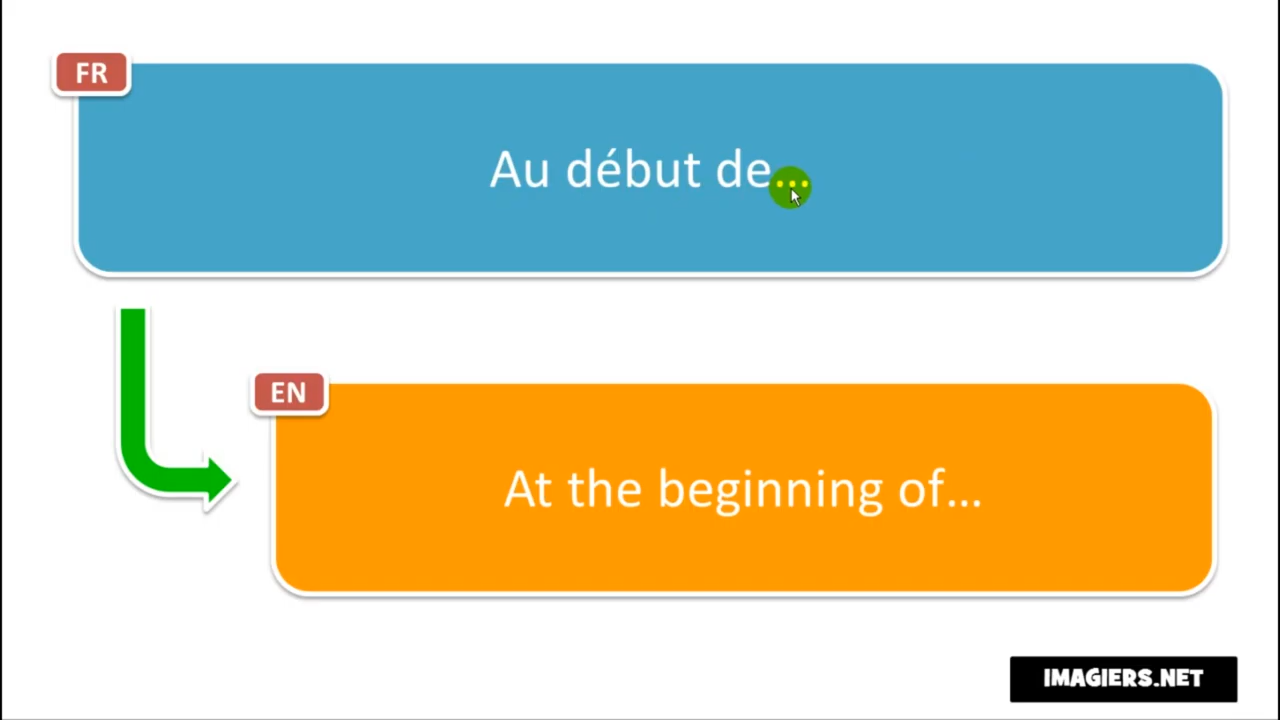 FR
Au début de...
EN
At the beginning of...
IMAGIERS.NET